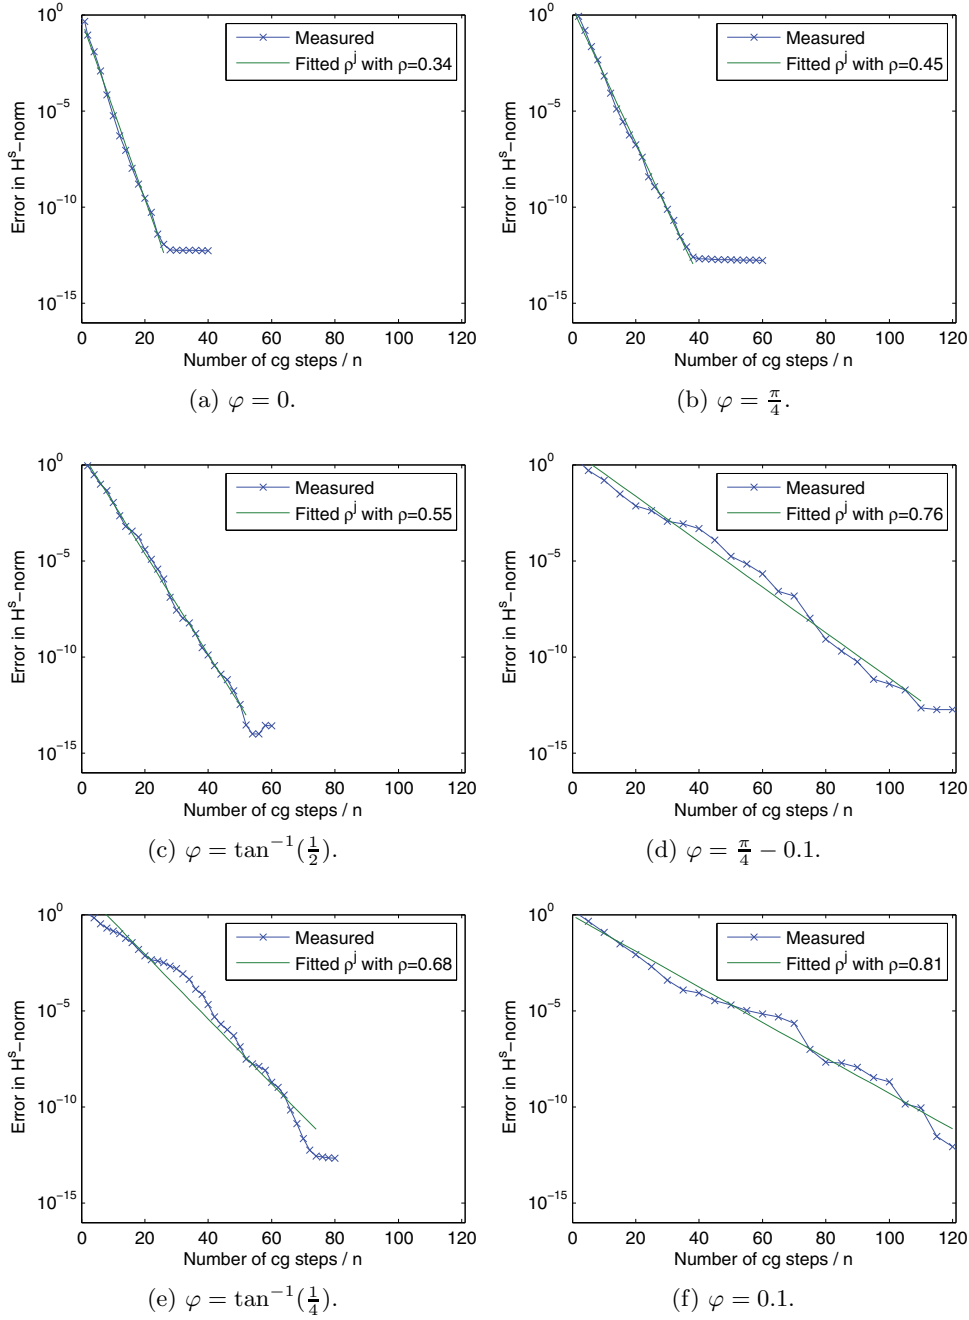 10^0
10^-5
10^-10
10^-15
Error in H^s-norm
Measured
Fitted ρ^j with ρ=0.34
0 20 40 60 80 100 120
Number of cg steps / n
(a) φ = 0.
10^0
10^-5
10^-10
10^-15
Error in H^s-norm
Measured
Fitted ρ^j with ρ=0.45
0 20 40 60 80 100 120
Number of cg steps / n
(b) φ = π/4.
10^0
10^-5
10^-10
10^-15
Error in H^s-norm
Measured
Fitted ρ^j with ρ=0.55
0 20 40 60 80 100 120
Number of cg steps / n
(c) φ = tan^-1(1/2).
10^0
10^-5
10^-10
10^-15
Error in H^s-norm
Measured
Fitted ρ^j with ρ=0.76
0 20 40 60 80 100 120
Number of cg steps / n
(d) φ = π/4 − 0.1.
10^0
10^-5
10^-10
10^-15
Error in H^s-norm
Measured
Fitted ρ^j with ρ=0.68
0 20 40 60 80 100 120
Number of cg steps / n
(e) φ = tan^-1(1/4).
10^0
10^-5
10^-10
10^-15
Error in H^s-norm
Measured
Fitted ρ^j with ρ=0.81
0 20 40 60 80 100 120
Number of cg steps / n
(f) φ = 0.1.